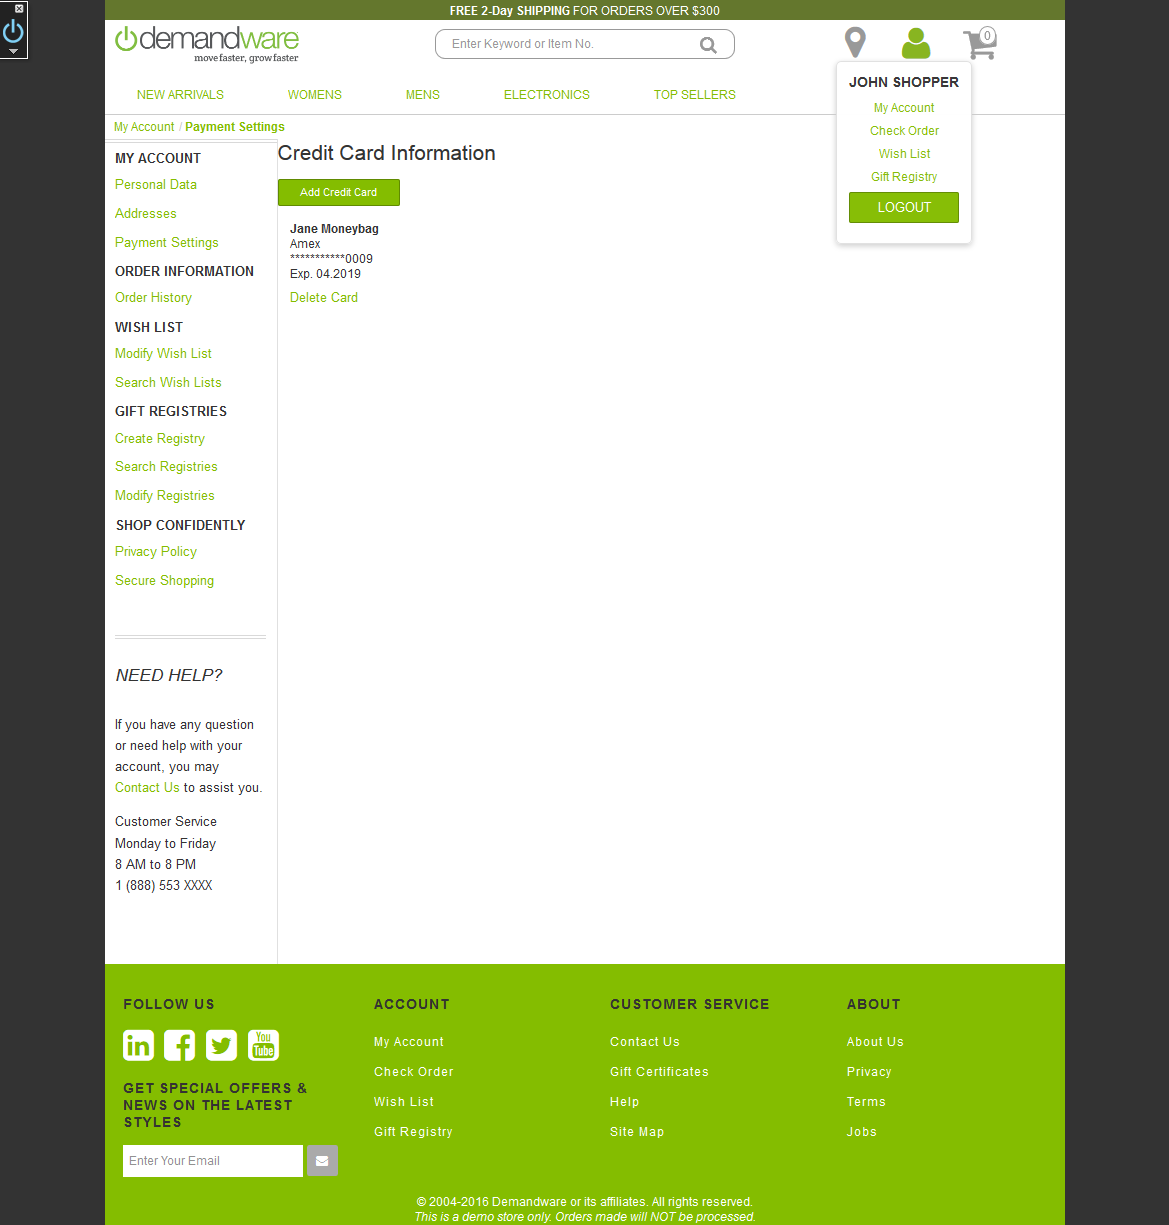 FREE 2-Day SHIPPING FOR ORDERS OVER $300
demandware
move faster, grow faster
Enter Keyword or Item No.
0
NEW ARRIVALS
WOMENS
MENS
ELECTRONICS
TOP SELLERS
JOHN SHOPPER
My Account
Check Order
Wish List
Gift Registry
LOGOUT
My Account / Payment Settings
MY ACCOUNT
Personal Data
Addresses
Payment Settings
ORDER INFORMATION
Order History
WISH LIST
Modify Wish List
Search Wish Lists
GIFT REGISTRIES
Create Registry
Search Registries
Modify Registries
SHOP CONFIDENTLY
Privacy Policy
Secure Shopping
NEED HELP?
If you have any question
or need help with your
account, you may
Contact Us to assist you.
Customer Service
Monday to Friday
8 AM to 8 PM
1 (888) 553 XXXX
Credit Card Information
Add Credit Card
Jane Moneybag
Amex
***********0009
Exp. 04.2019
Delete Card
FOLLOW US
in
You
Tube
GET SPECIAL OFFERS &
NEWS ON THE LATEST
STYLES
Enter Your Email
ACCOUNT
My Account
Check Order
Wish List
Gift Registry
CUSTOMER SERVICE
Contact Us
Gift Certificates
Help
Site Map
ABOUT
About Us
Privacy
Terms
Jobs
© 2004-2016 Demandware or its affiliates. All rights reserved.
This is a demo store only. Orders made will NOT be processed.